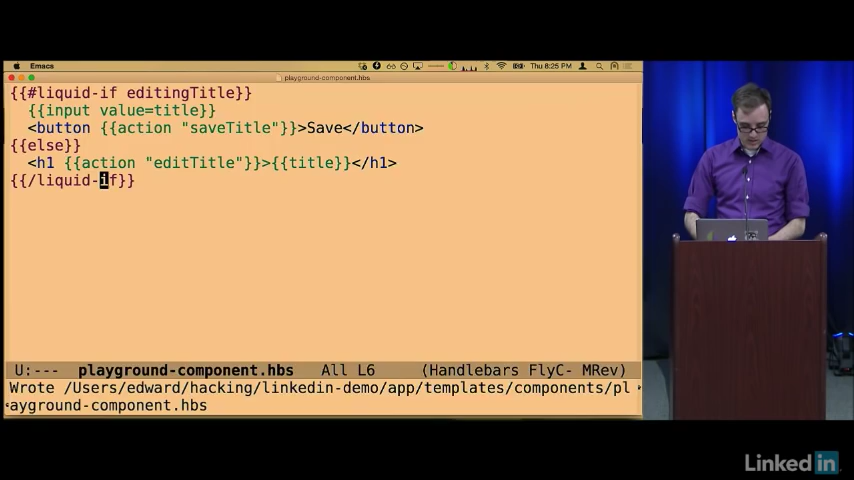 Emacs
Thu 8:25 PM
playground-component.hbs
{{#liquid-if editingTitle}}
{{input value=title}}
<button {{action "saveTitle"}}>Save</button>
{{else}}
<h1 {{action "editTitle"}}>{{title}}</h1>
{{/liquid-if}}
U:--- playground-component.hbs All L6 (Handlebars FlyC- MRev)
Wrote /Users/edward/hacking/linkedin-demo/app/templates/components/pl
ayground-component.hbs
Linked in